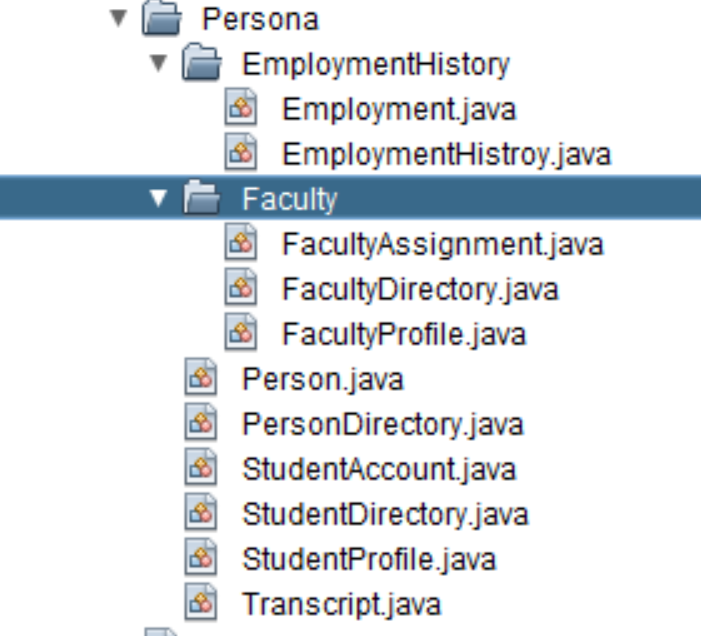 Persona
EmploymentHistory
Employment.java
EmploymentHistroy.java
Faculty
FacultyAssignment.java
FacultyDirectory.java
FacultyProfile.java
Person.java
PersonDirectory.java
StudentAccount.java
StudentDirectory.java
StudentProfile.java
Transcript.java